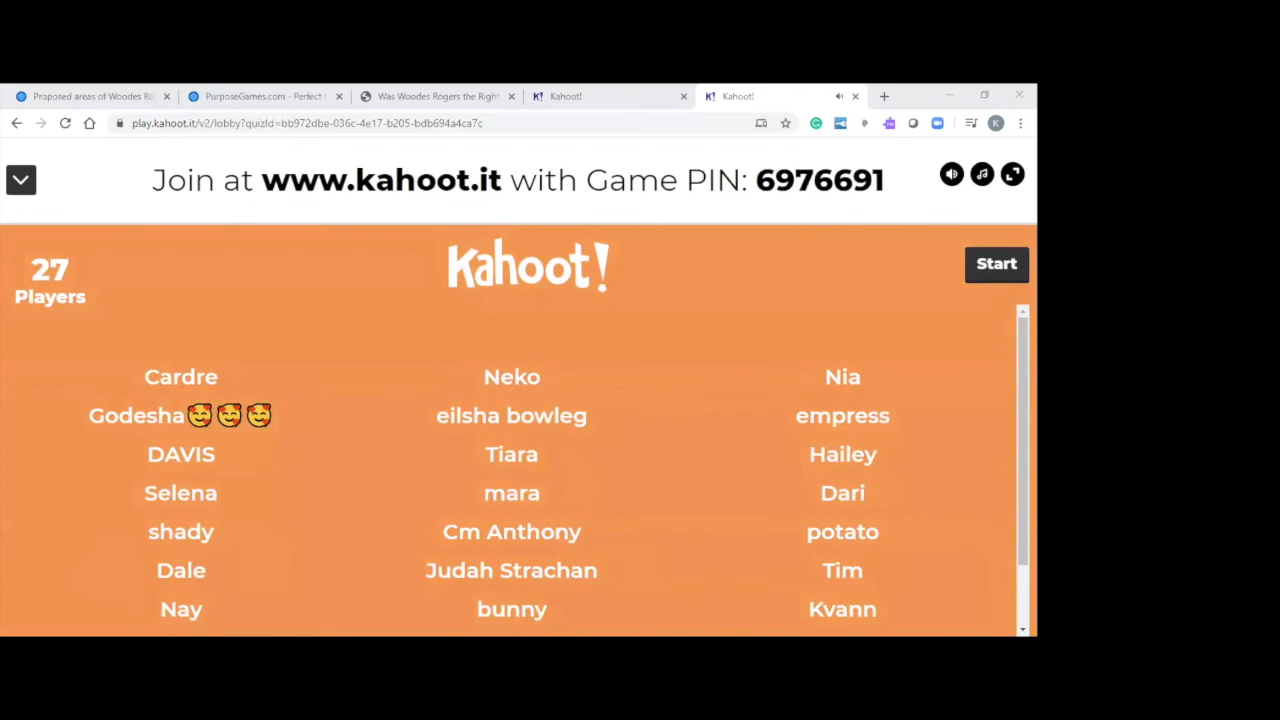 Proposed areas of Woodes Ro
PurposeGames.com - Perfect f
Was Woodes Rogers the Right
K! Kahoot!
K! Kahoot!
play.kahoot.it/v2/lobby?quizId=bb972dbe-036c-4e17-b205-bdb694a4ca7c
K
Join at www.kahoot.it with Game PIN: 6976691
27
Players
Kahoot!
Start
Cardre Neko Nia
Godesha🥰🥰🥰 eilsha bowleg empress
DAVIS Tiara Hailey
Selena mara Dari
shady Cm Anthony potato
Dale Judah Strachan Tim
Nay bunny Kvann